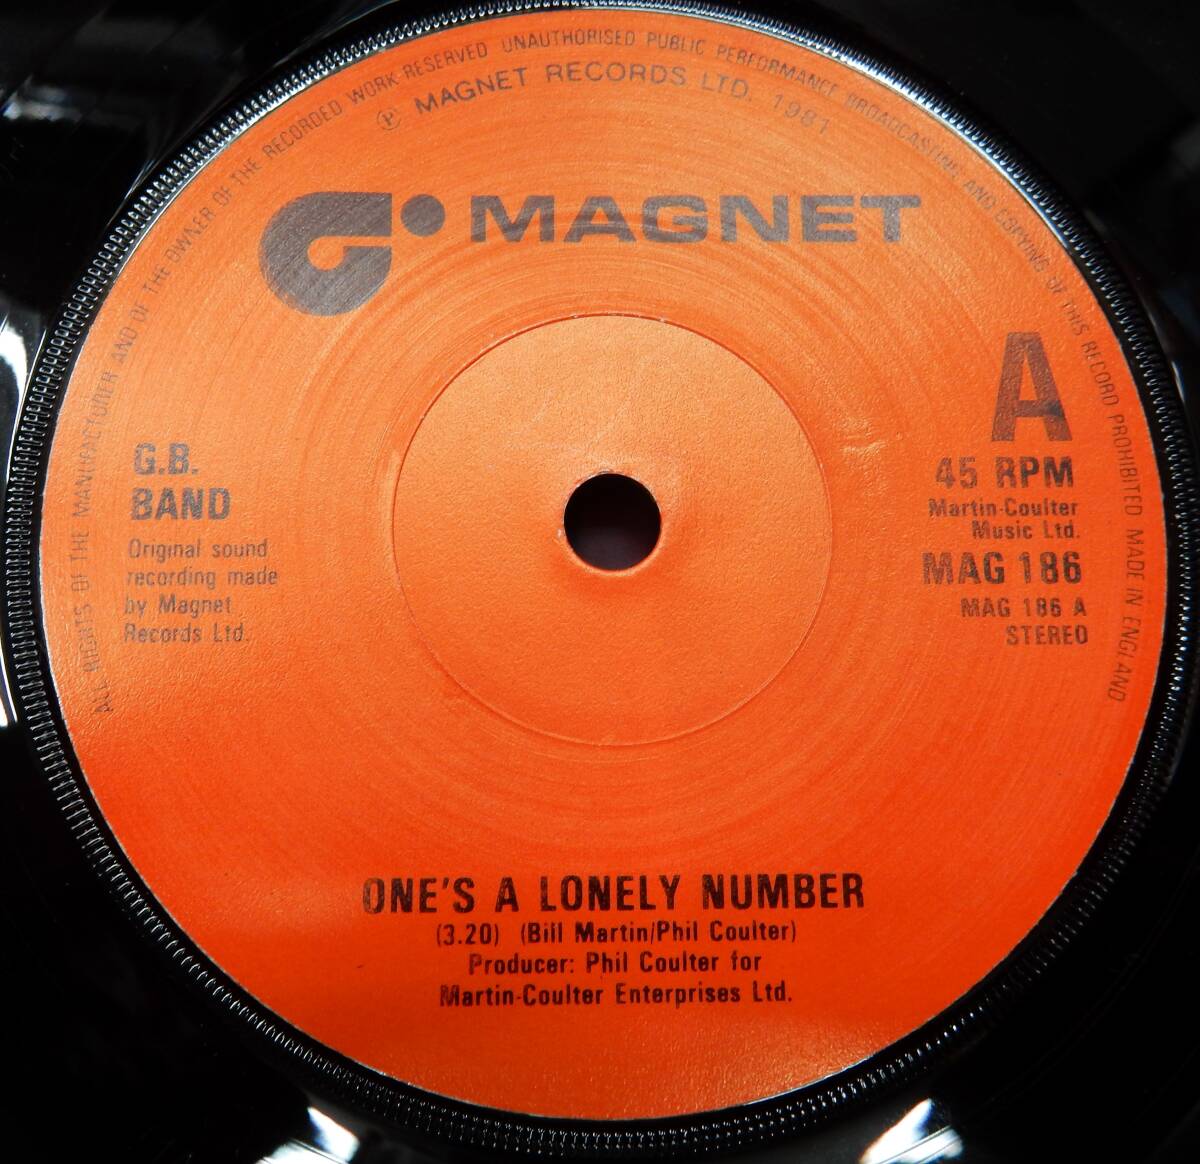 ALL RIGHTS OF THE MANUFACTURER AND OF THE OWNER OF THE RECORDED WORK RESERVED UNAUTHORISED PUBLIC PERFORMANCE BROADCASTING AND COPYING OF THIS RECORD PROHIBITED MADE IN ENGLAND
℗ MAGNET RECORDS LTD. 1981
MAGNET
A
G.B.
BAND
Original sound
recording made
by Magnet
Records Ltd.
45 RPM
Martin-Coulter
Music Ltd.
MAG 186
MAG 186 A
STEREO
ONE'S A LONELY NUMBER
(3.20) (Bill Martin/Phil Coulter)
Producer: Phil Coulter for
Martin-Coulter Enterprises Ltd.